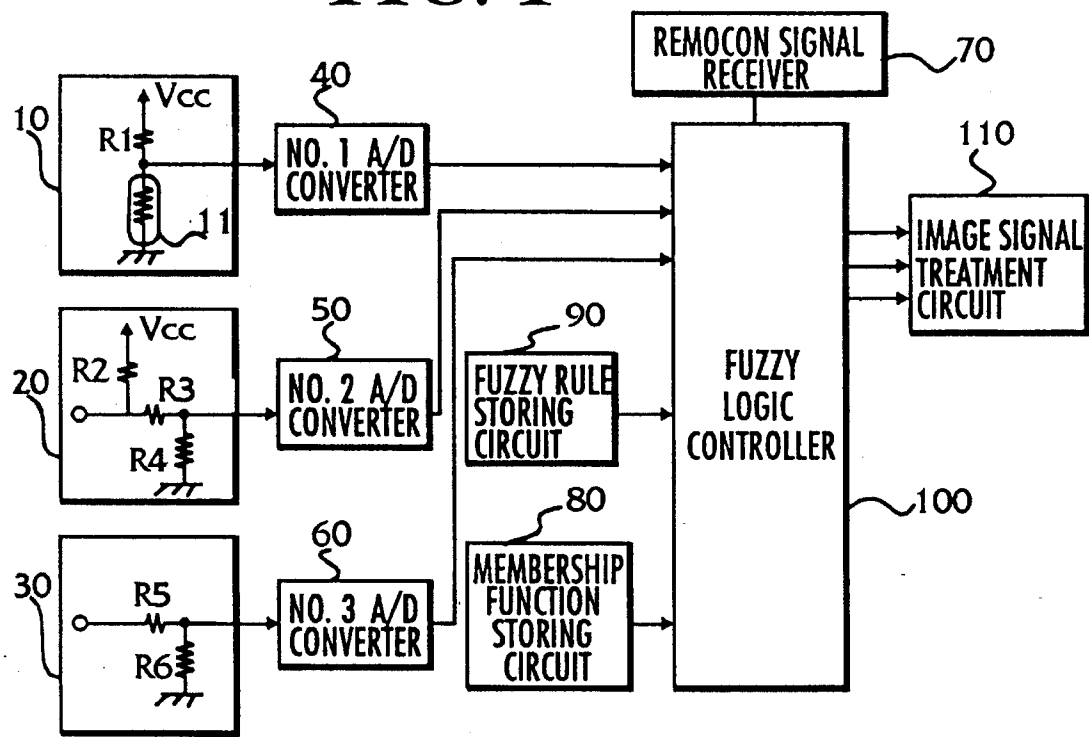 FIG. 1
REMOCON SIGNAL
RECEIVER
70
10
Vcc
R1
11
40
NO. 1 A/D
CONVERTER
110
IMAGE SIGNAL
TREATMENT
CIRCUIT
20
Vcc
R2
R3
R4
50
NO. 2 A/D
CONVERTER
90
FUZZY RULE
STORING
CIRCUIT
FUZZY
LOGIC
CONTROLLER
100
30
R5
R6
60
NO. 3 A/D
CONVERTER
80
MEMBERSHIP
FUNCTION
STORING
CIRCUIT